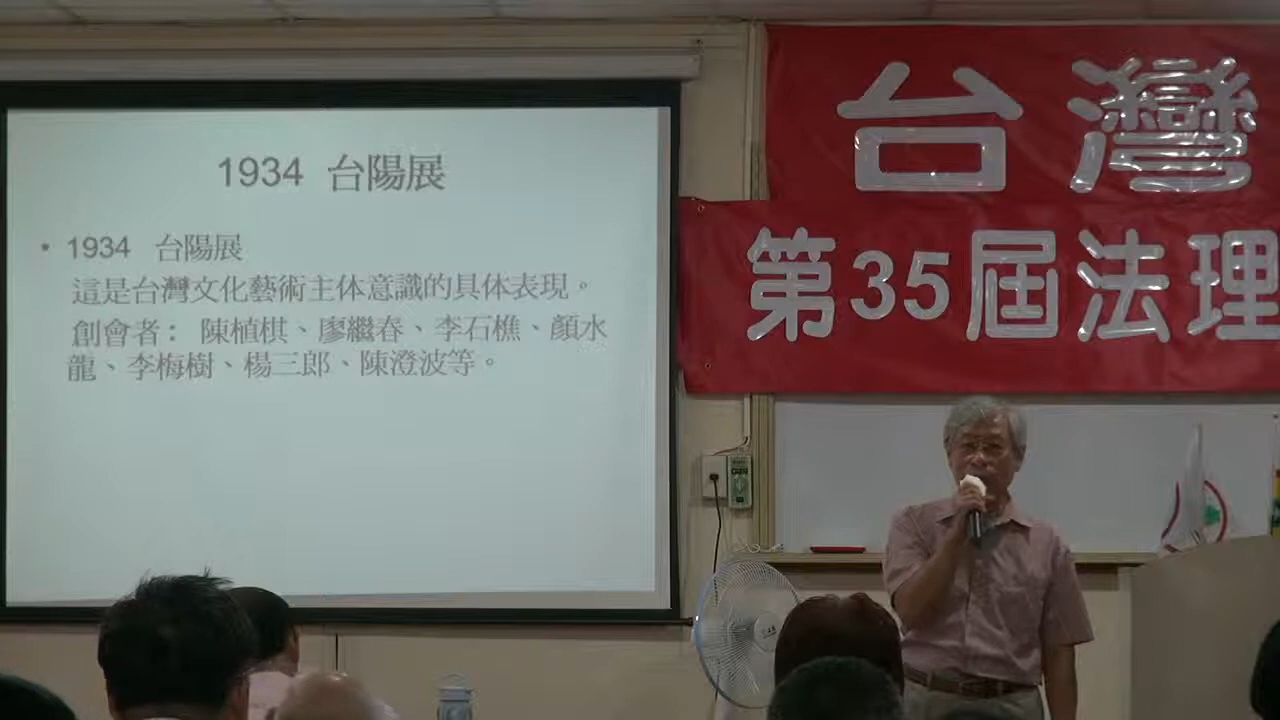 1934 台陽展
• 1934 台陽展
這是台灣文化藝術主体意識的具体表現。
創會者： 陳植棋、廖繼春、李石樵、顏水
龍、李梅樹、楊三郎、陳澄波等。
台灣
第35屆法理